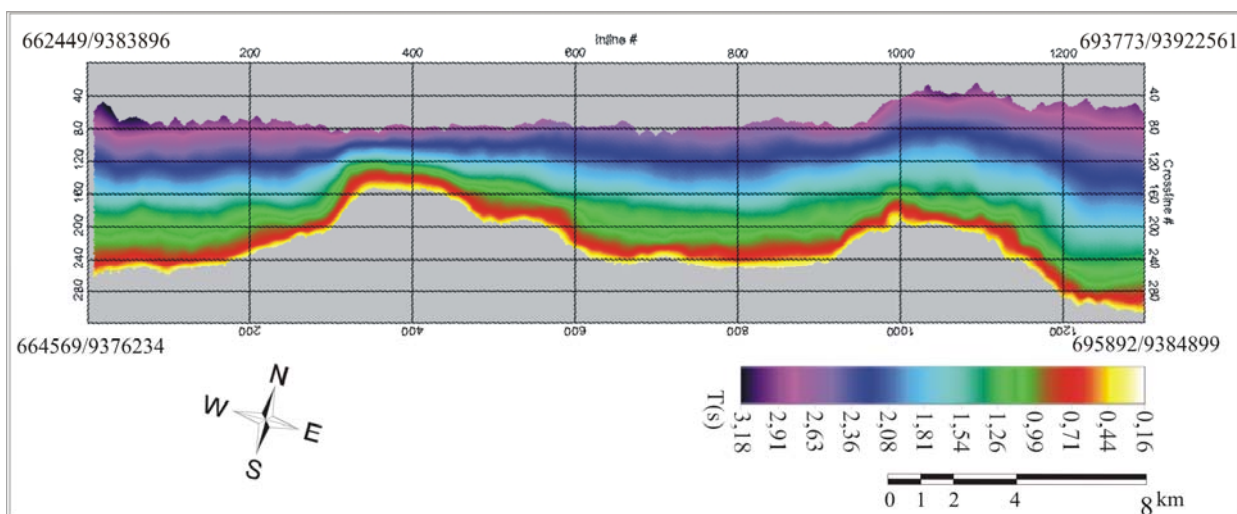 662449/9383896
Inline #
693773/93922561
200 400 600 800 1000 1200
40 40
80 80
120 120
160 160
200 200
240 240
280 280
Crossline #
200 400 600 800 1000 1200
664569/9376234
695892/9384899
N
W
E
S
T(s)
3,18 2,91 2,63 2,36 2,08 1,81 1,54 1,26 0,99 0,71 0,44 0,16
0 1 2 4 8 km